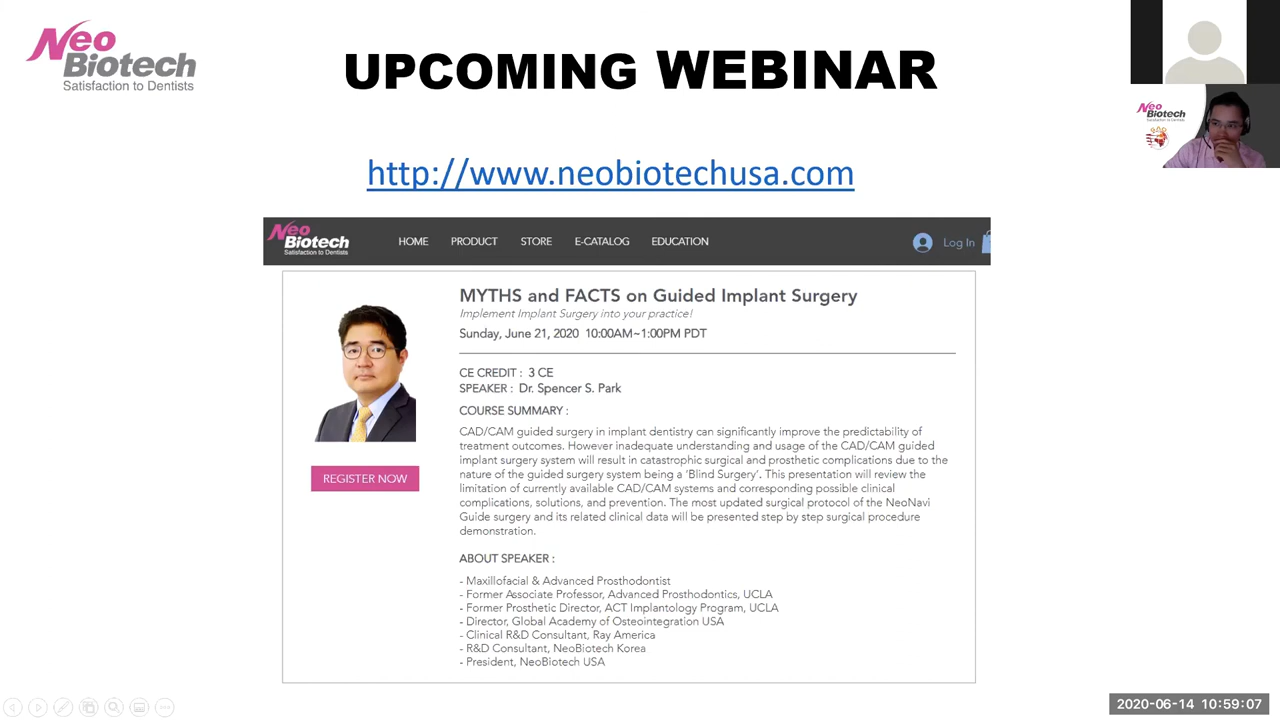 Neo
Biotech
Satisfaction to Dentists
UPCOMING WEBINAR
http://www.neobiotechusa.com
Neo
Biotech
Neo
Biotech
Satisfaction to Dentists
HOME PRODUCT STORE E-CATALOG EDUCATION Log In
MYTHS and FACTS on Guided Implant Surgery
Implement Implant Surgery into your practice!
Sunday, June 21, 2020 10:00AM~1:00PM PDT
CE CREDIT : 3 CE
SPEAKER : Dr. Spencer S. Park
COURSE SUMMARY :
CAD/CAM guided surgery in implant dentistry can significantly improve the predictability of
treatment outcomes. However inadequate understanding and usage of the CAD/CAM guided
implant surgery system will result in catastrophic surgical and prosthetic complications due to the
nature of the guided surgery system being a 'Blind Surgery'. This presentation will review the
limitation of currently available CAD/CAM systems and corresponding possible clinical
complications, solutions, and prevention. The most updated surgical protocol of the NeoNavi
Guide surgery and its related clinical data will be presented step by step surgical procedure
demonstration.
REGISTER NOW
ABOUT SPEAKER :
- Maxillofacial & Advanced Prosthodontist
- Former Associate Professor, Advanced Prosthodontics, UCLA
- Former Prosthetic Director, ACT Implantology Program, UCLA
- Director, Global Academy of Osteointegration USA
- Clinical R&D Consultant, Ray America
- R&D Consultant, NeoBiotech Korea
- President, NeoBiotech USA
2020-06-14 10:59:07